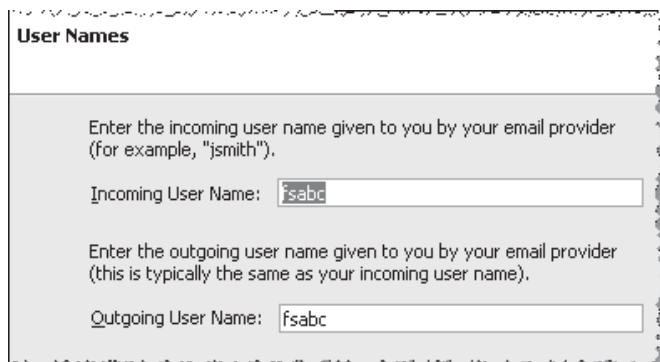 User Names
Enter the incoming user name given to you by your email provider
(for example, "jsmith").
Incoming User Name: fsabc
Enter the outgoing user name given to you by your email provider
(this is typically the same as your incoming user name).
Outgoing User Name: fsabc